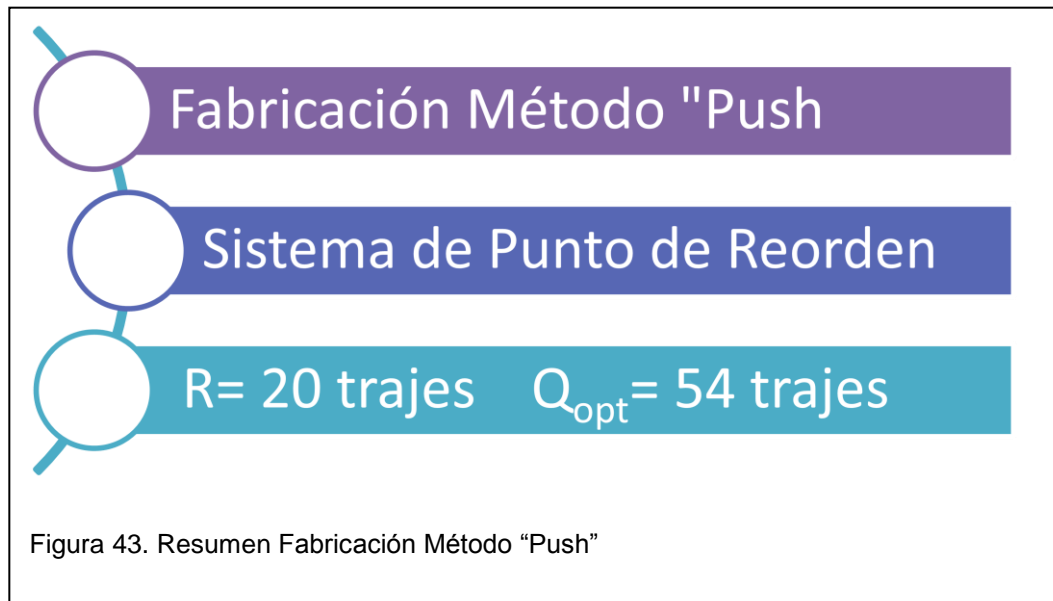 Fabricación Método "Push
Sistema de Punto de Reorden
R= 20 trajes Qopt= 54 trajes
Figura 43. Resumen Fabricación Método “Push”